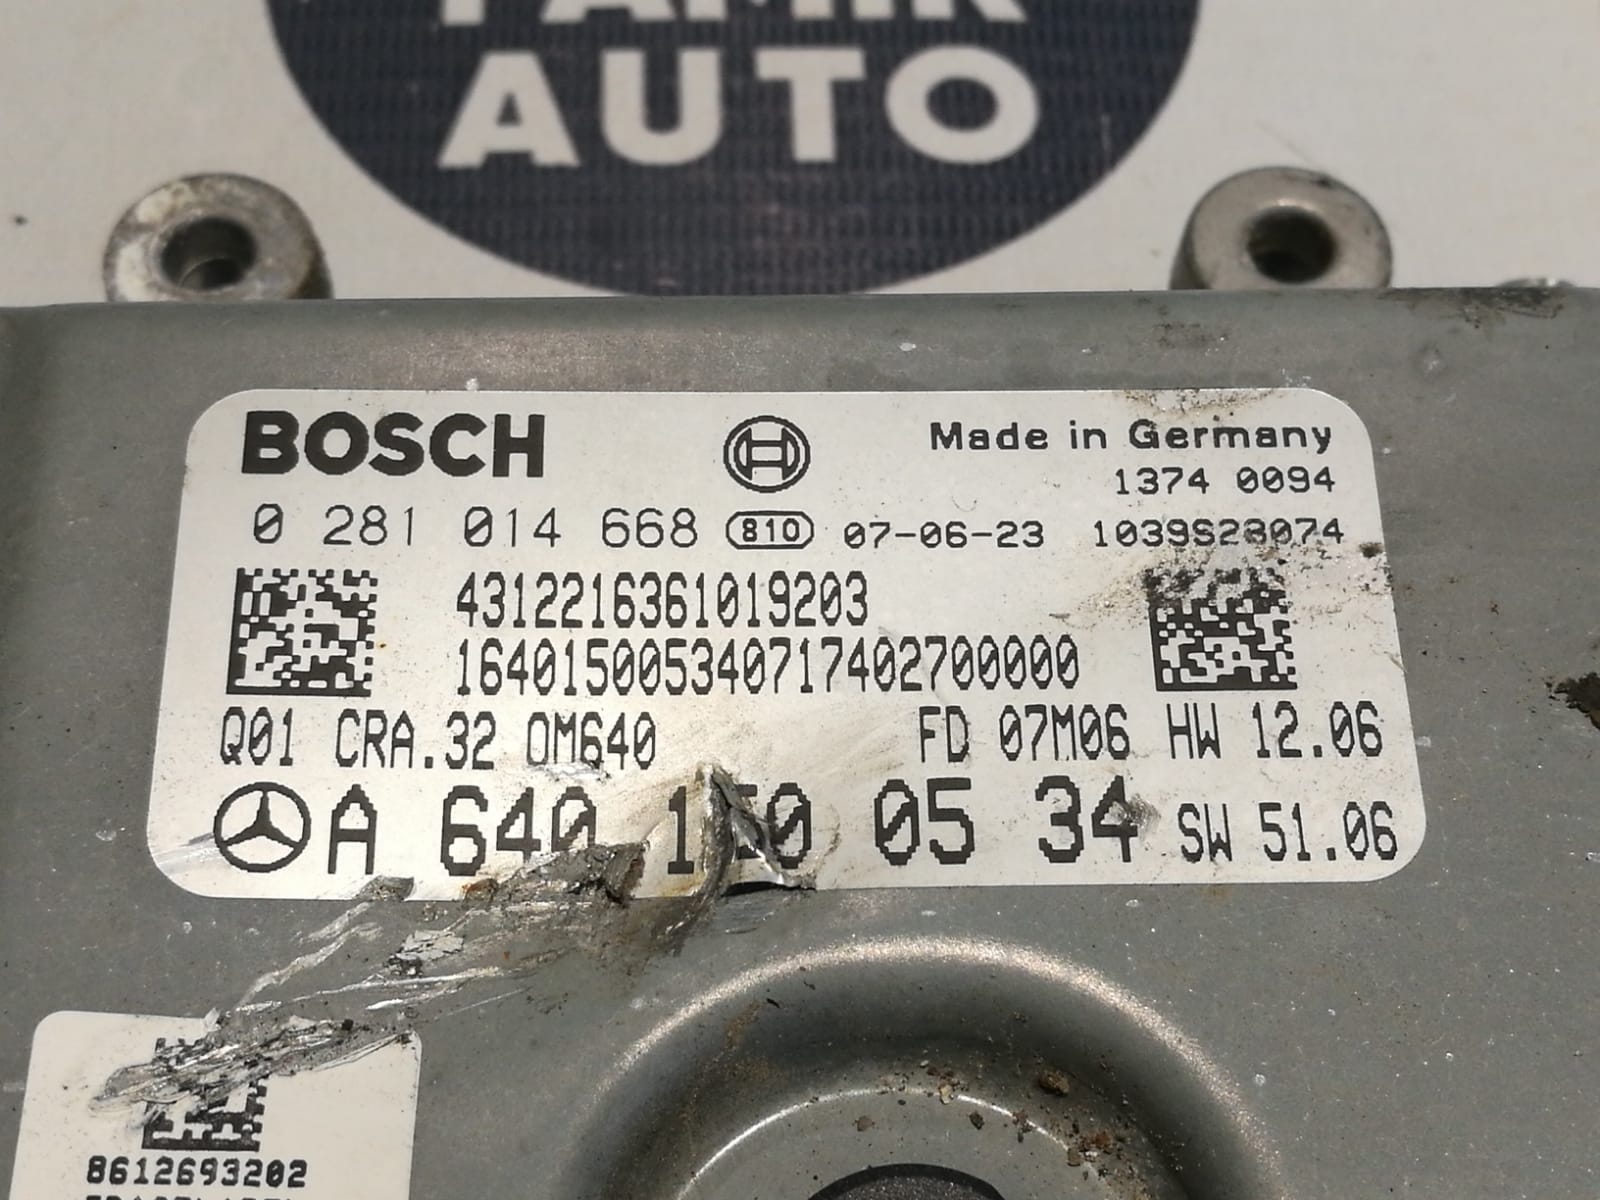 AUTO
BOSCH
Made in Germany
1374 0094
0 281 014 668 810 07-06-23 1039S28074
4312216361019203
164015005340717402700000
Q01 CRA.32 OM640 FD 07M06 HW 12.06
A 640 05 34 SW 51.06
8612693202